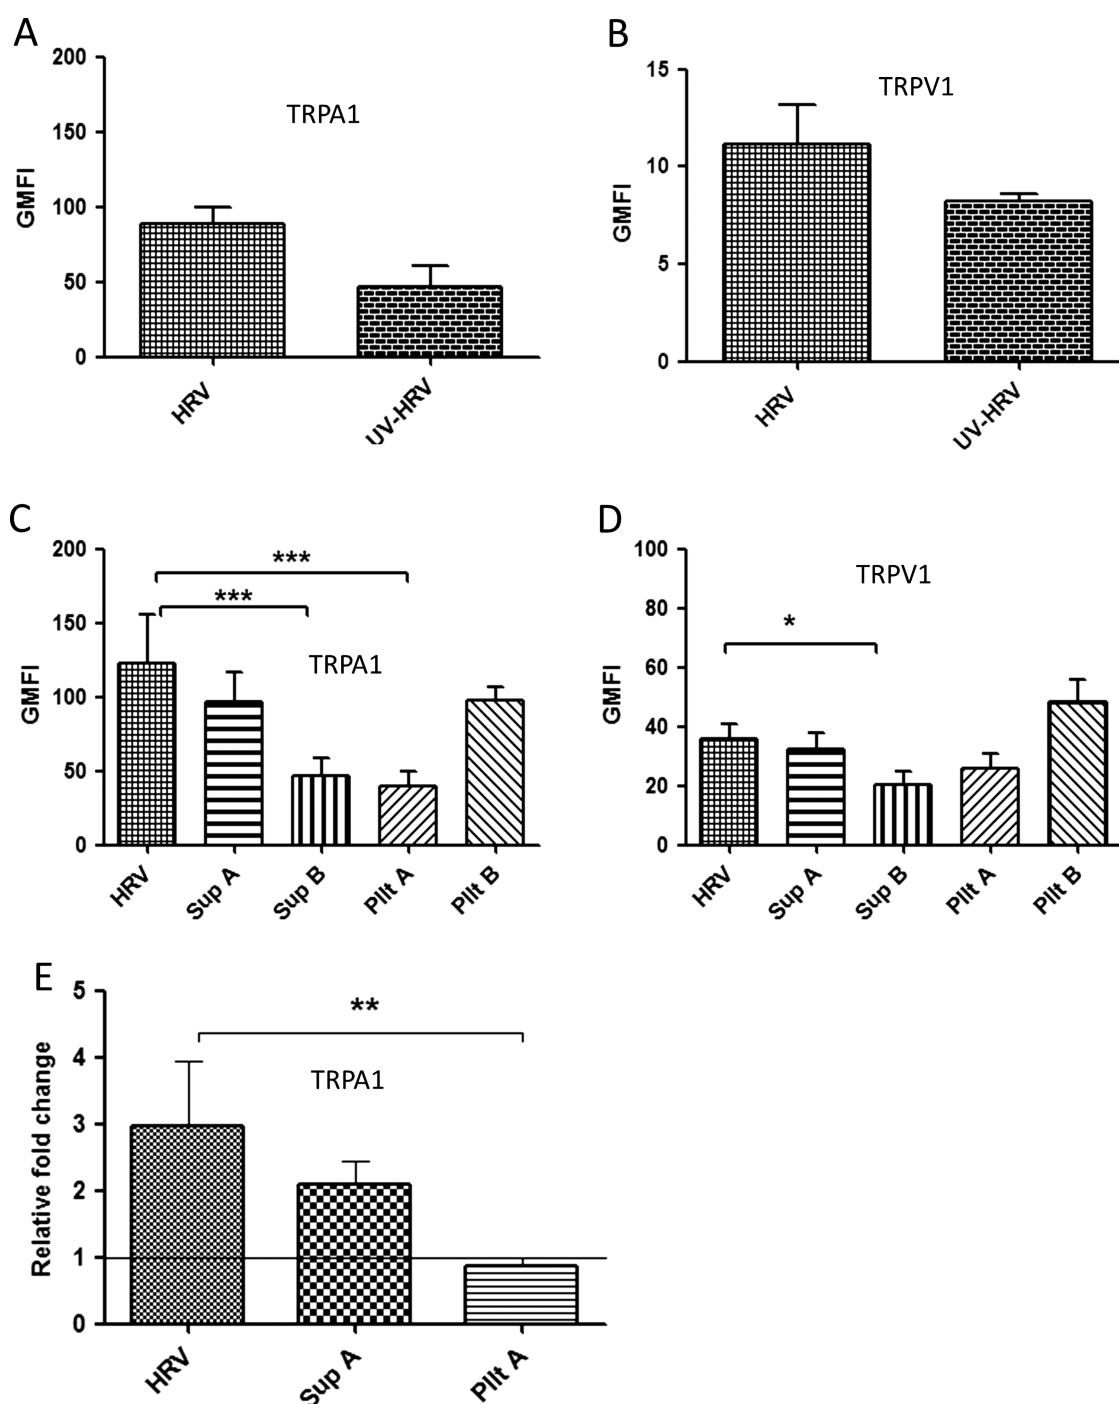 A
200
150
100
50
0
GMFI
TRPA1
HRV
UV-HRV
B
15
10
5
0
GMFI
TRPV1
HRV
UV-HRV
C
200
150
100
50
0
GMFI
***
***
TRPA1
HRV
Sup A
Sup B
Pllt A
Pllt B
D
100
80
60
40
20
0
GMFI
TRPV1
*
HRV
Sup A
Sup B
Pllt A
Pllt B
E
5
4
3
2
1
0
Relative fold change
**
TRPA1
HRV
Sup A
Pllt A